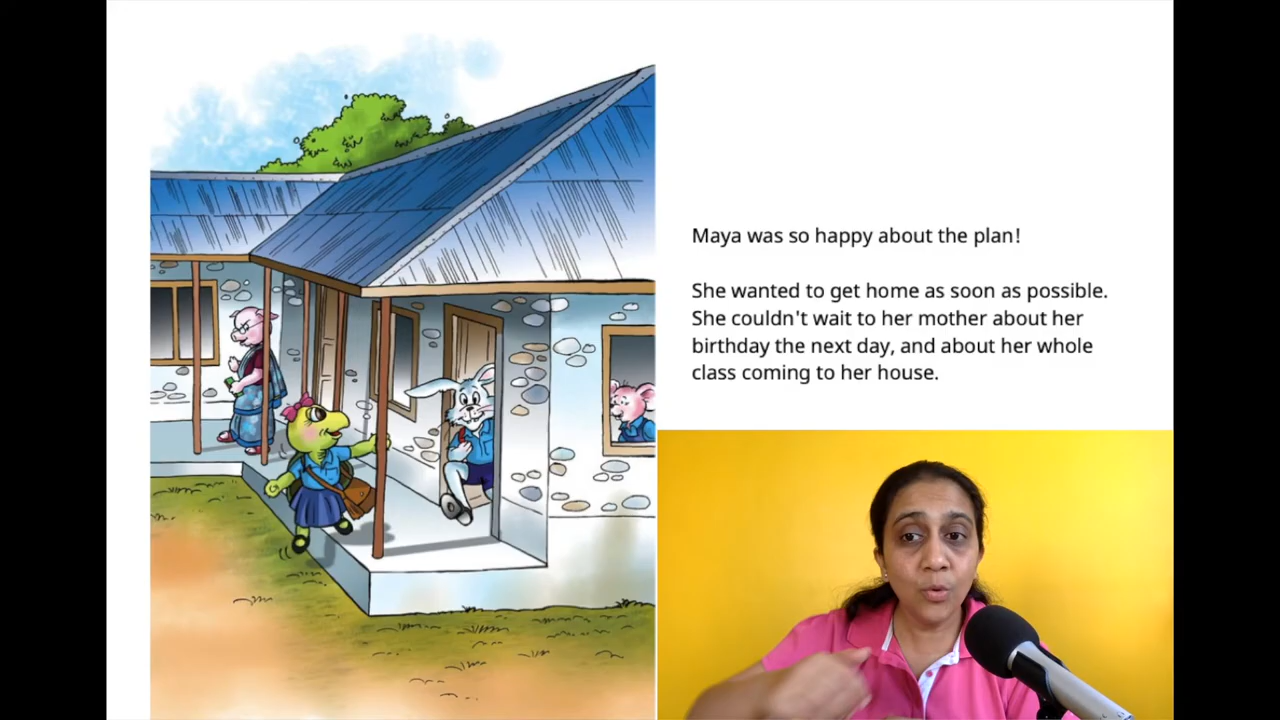 Maya was so happy about the plan!
She wanted to get home as soon as possible.
She couldn't wait to her mother about her
birthday the next day, and about her whole
class coming to her house.